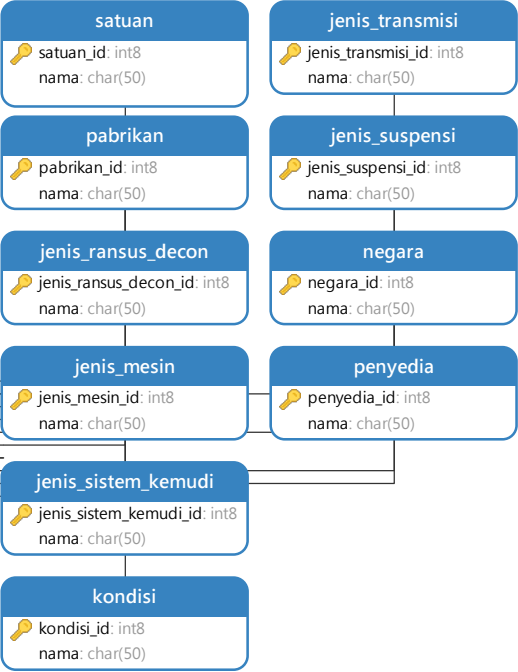 satuan
satuan_id: int8
nama: char(50)
pabrikan
pabrikan_id: int8
nama: char(50)
jenis_ransus_decon
jenis_ransus_decon_id: int8
nama: char(50)
jenis_mesin
jenis_mesin_id: int8
nama: char(50)
jenis_sistem_kemudi
jenis_sistem_kemudi_id: int8
nama: char(50)
kondisi
kondisi_id: int8
nama: char(50)
jenis_transmisi
jenis_transmisi_id: int8
nama: char(50)
jenis_suspensi
jenis_suspensi_id: int8
nama: char(50)
negara
negara_id: int8
nama: char(50)
penyedia
penyedia_id: int8
nama: char(50)